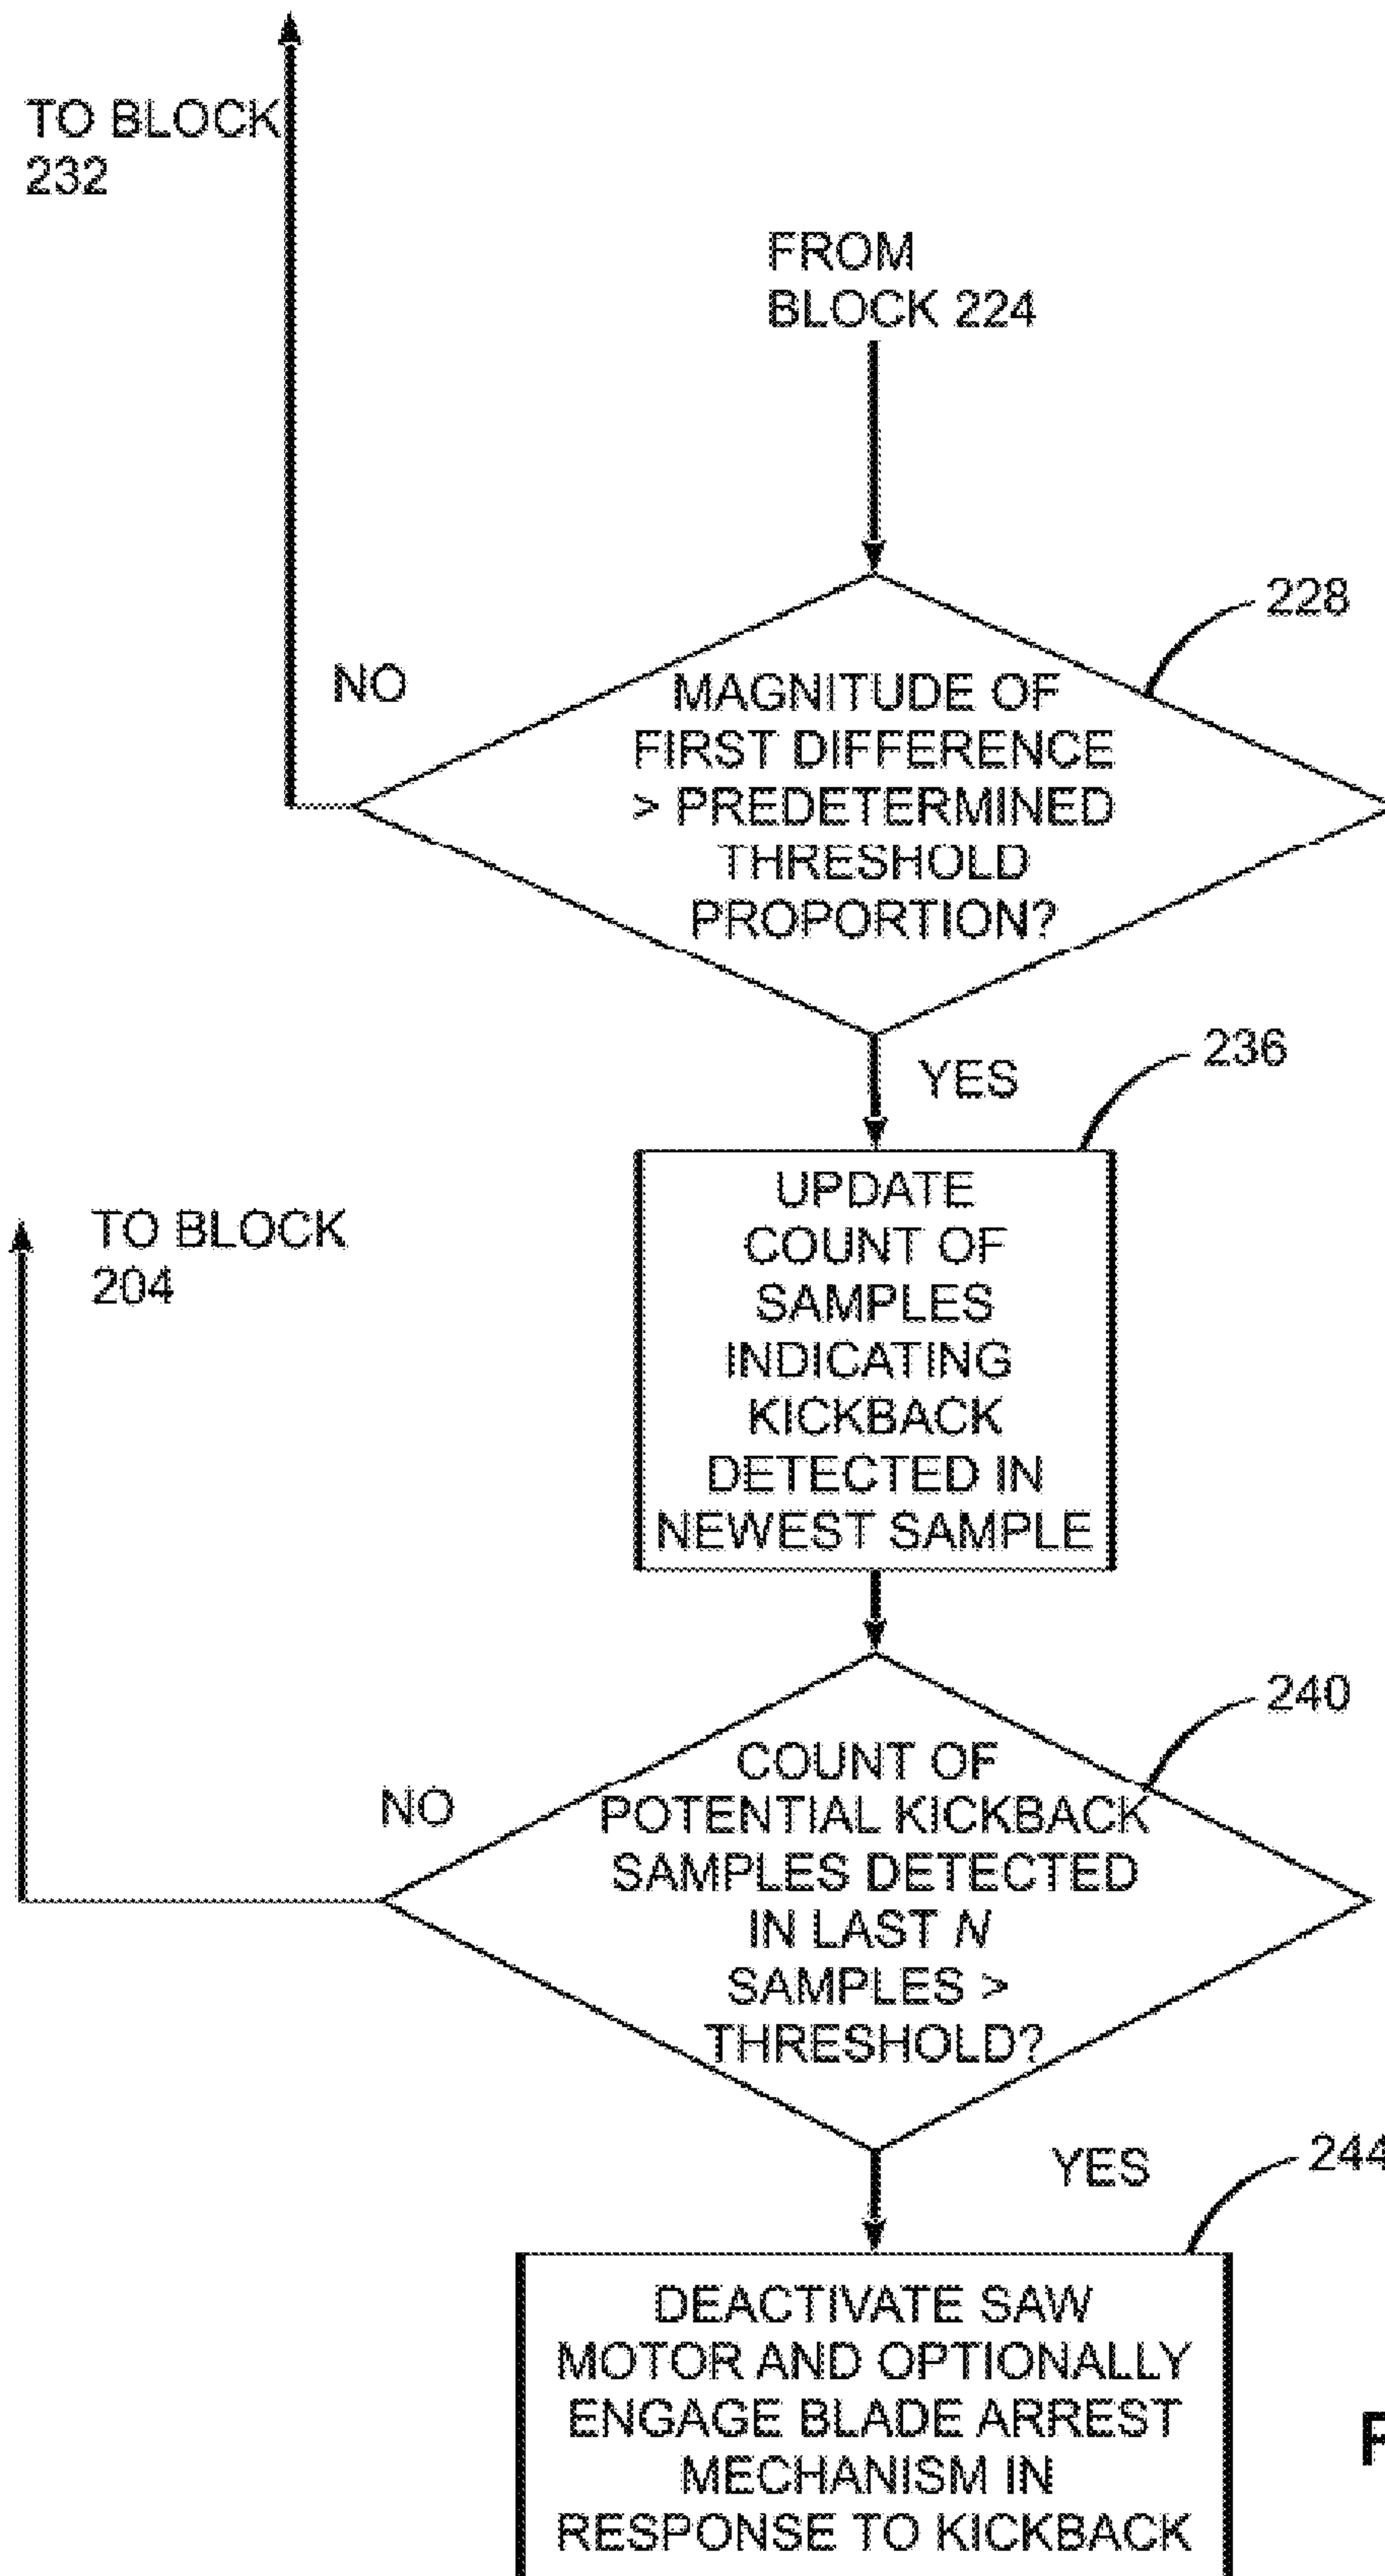 TO BLOCK
232
FROM
BLOCK 224
228
NO
MAGNITUDE OF
FIRST DIFFERENCE
> PREDETERMINED
THRESHOLD
PROPORTION?
YES
236
UPDATE
COUNT OF
SAMPLES
INDICATING
KICKBACK
DETECTED IN
NEWEST SAMPLE
TO BLOCK
204
240
NO
COUNT OF
POTENTIAL KICKBACK
SAMPLES DETECTED
IN LAST N
SAMPLES >
THRESHOLD?
YES
244
DEACTIVATE SAW
MOTOR AND OPTIONALLY
ENGAGE BLADE ARREST
MECHANISM IN
RESPONSE TO KICKBACK